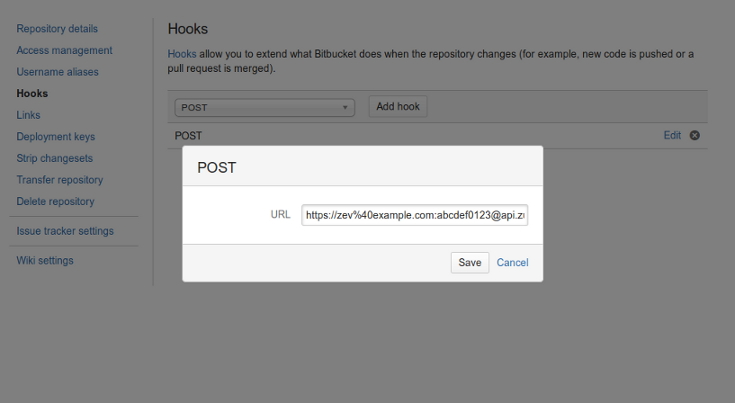 Repository details
Access management
Username aliases
Hooks
Links
Deployment keys
Strip changesets
Transfer repository
Delete repository
Issue tracker settings
Wiki settings
Hooks
Hooks allow you to extend what Bitbucket does when the repository changes (for example, new code is pushed or a
pull request is merged).
POST Add hook
POST Edit
POST
URL https://zev%40example.com:abcdef0123@api.z
Save Cancel